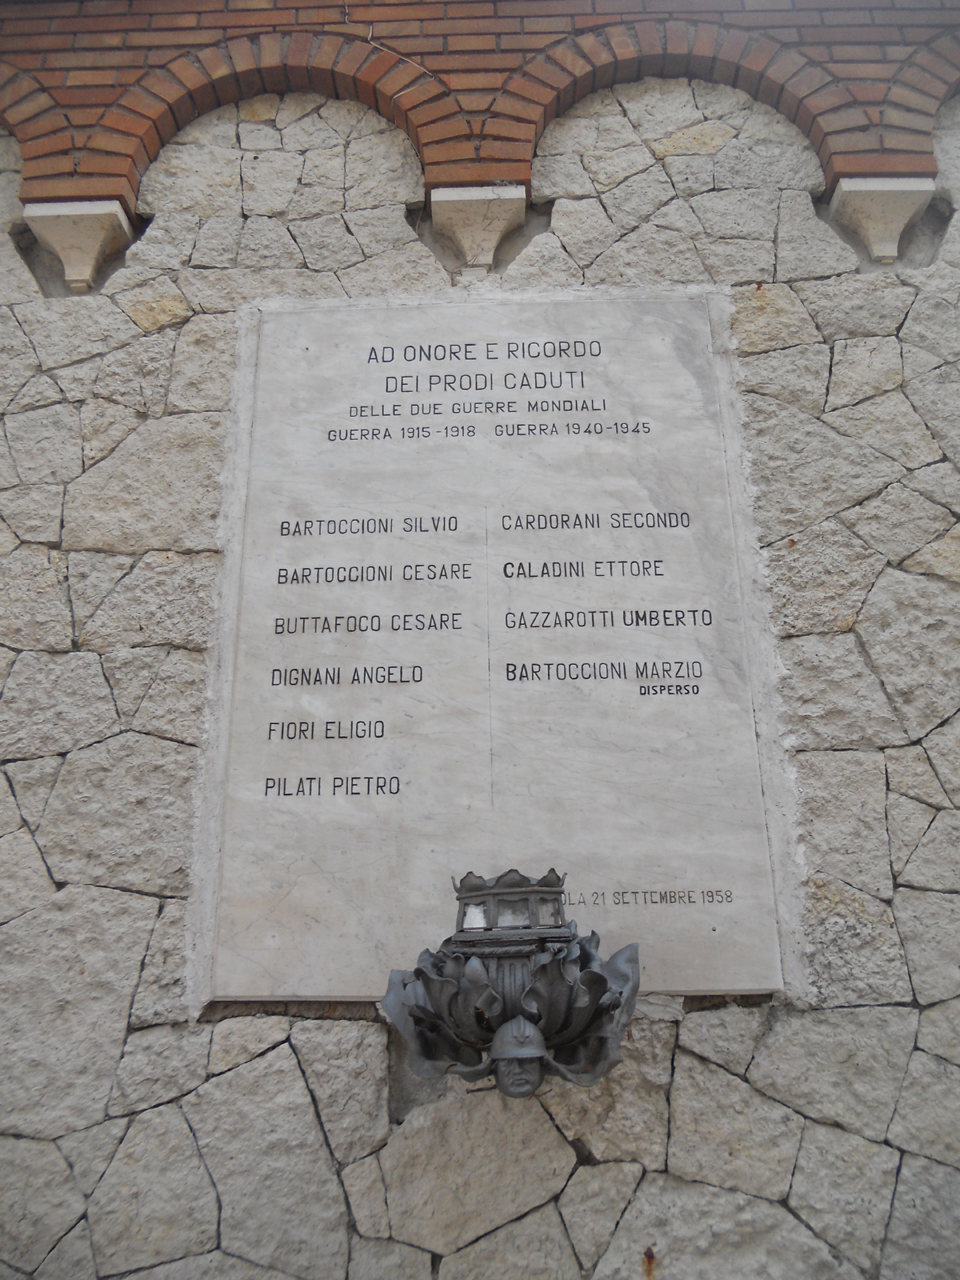 AD ONORE E RICORDO
DEI PRODI CADUTI
DELLE DUE GUERRE MONDIALI
GUERRA 1915-1918 GUERRA 1940-1945
BARTOCCIONI SILVIO
BARTOCCIONI CESARE
BUTTAFOCO CESARE
DIGNANI ANGELO
FIORI ELIGIO
PILATI PIETRO
CARDORANI SECONDO
CALADINI ETTORE
GAZZAROTTI UMBERTO
BARTOCCIONI MARZIO
DISPERSO
21 SETTEMBRE 1958